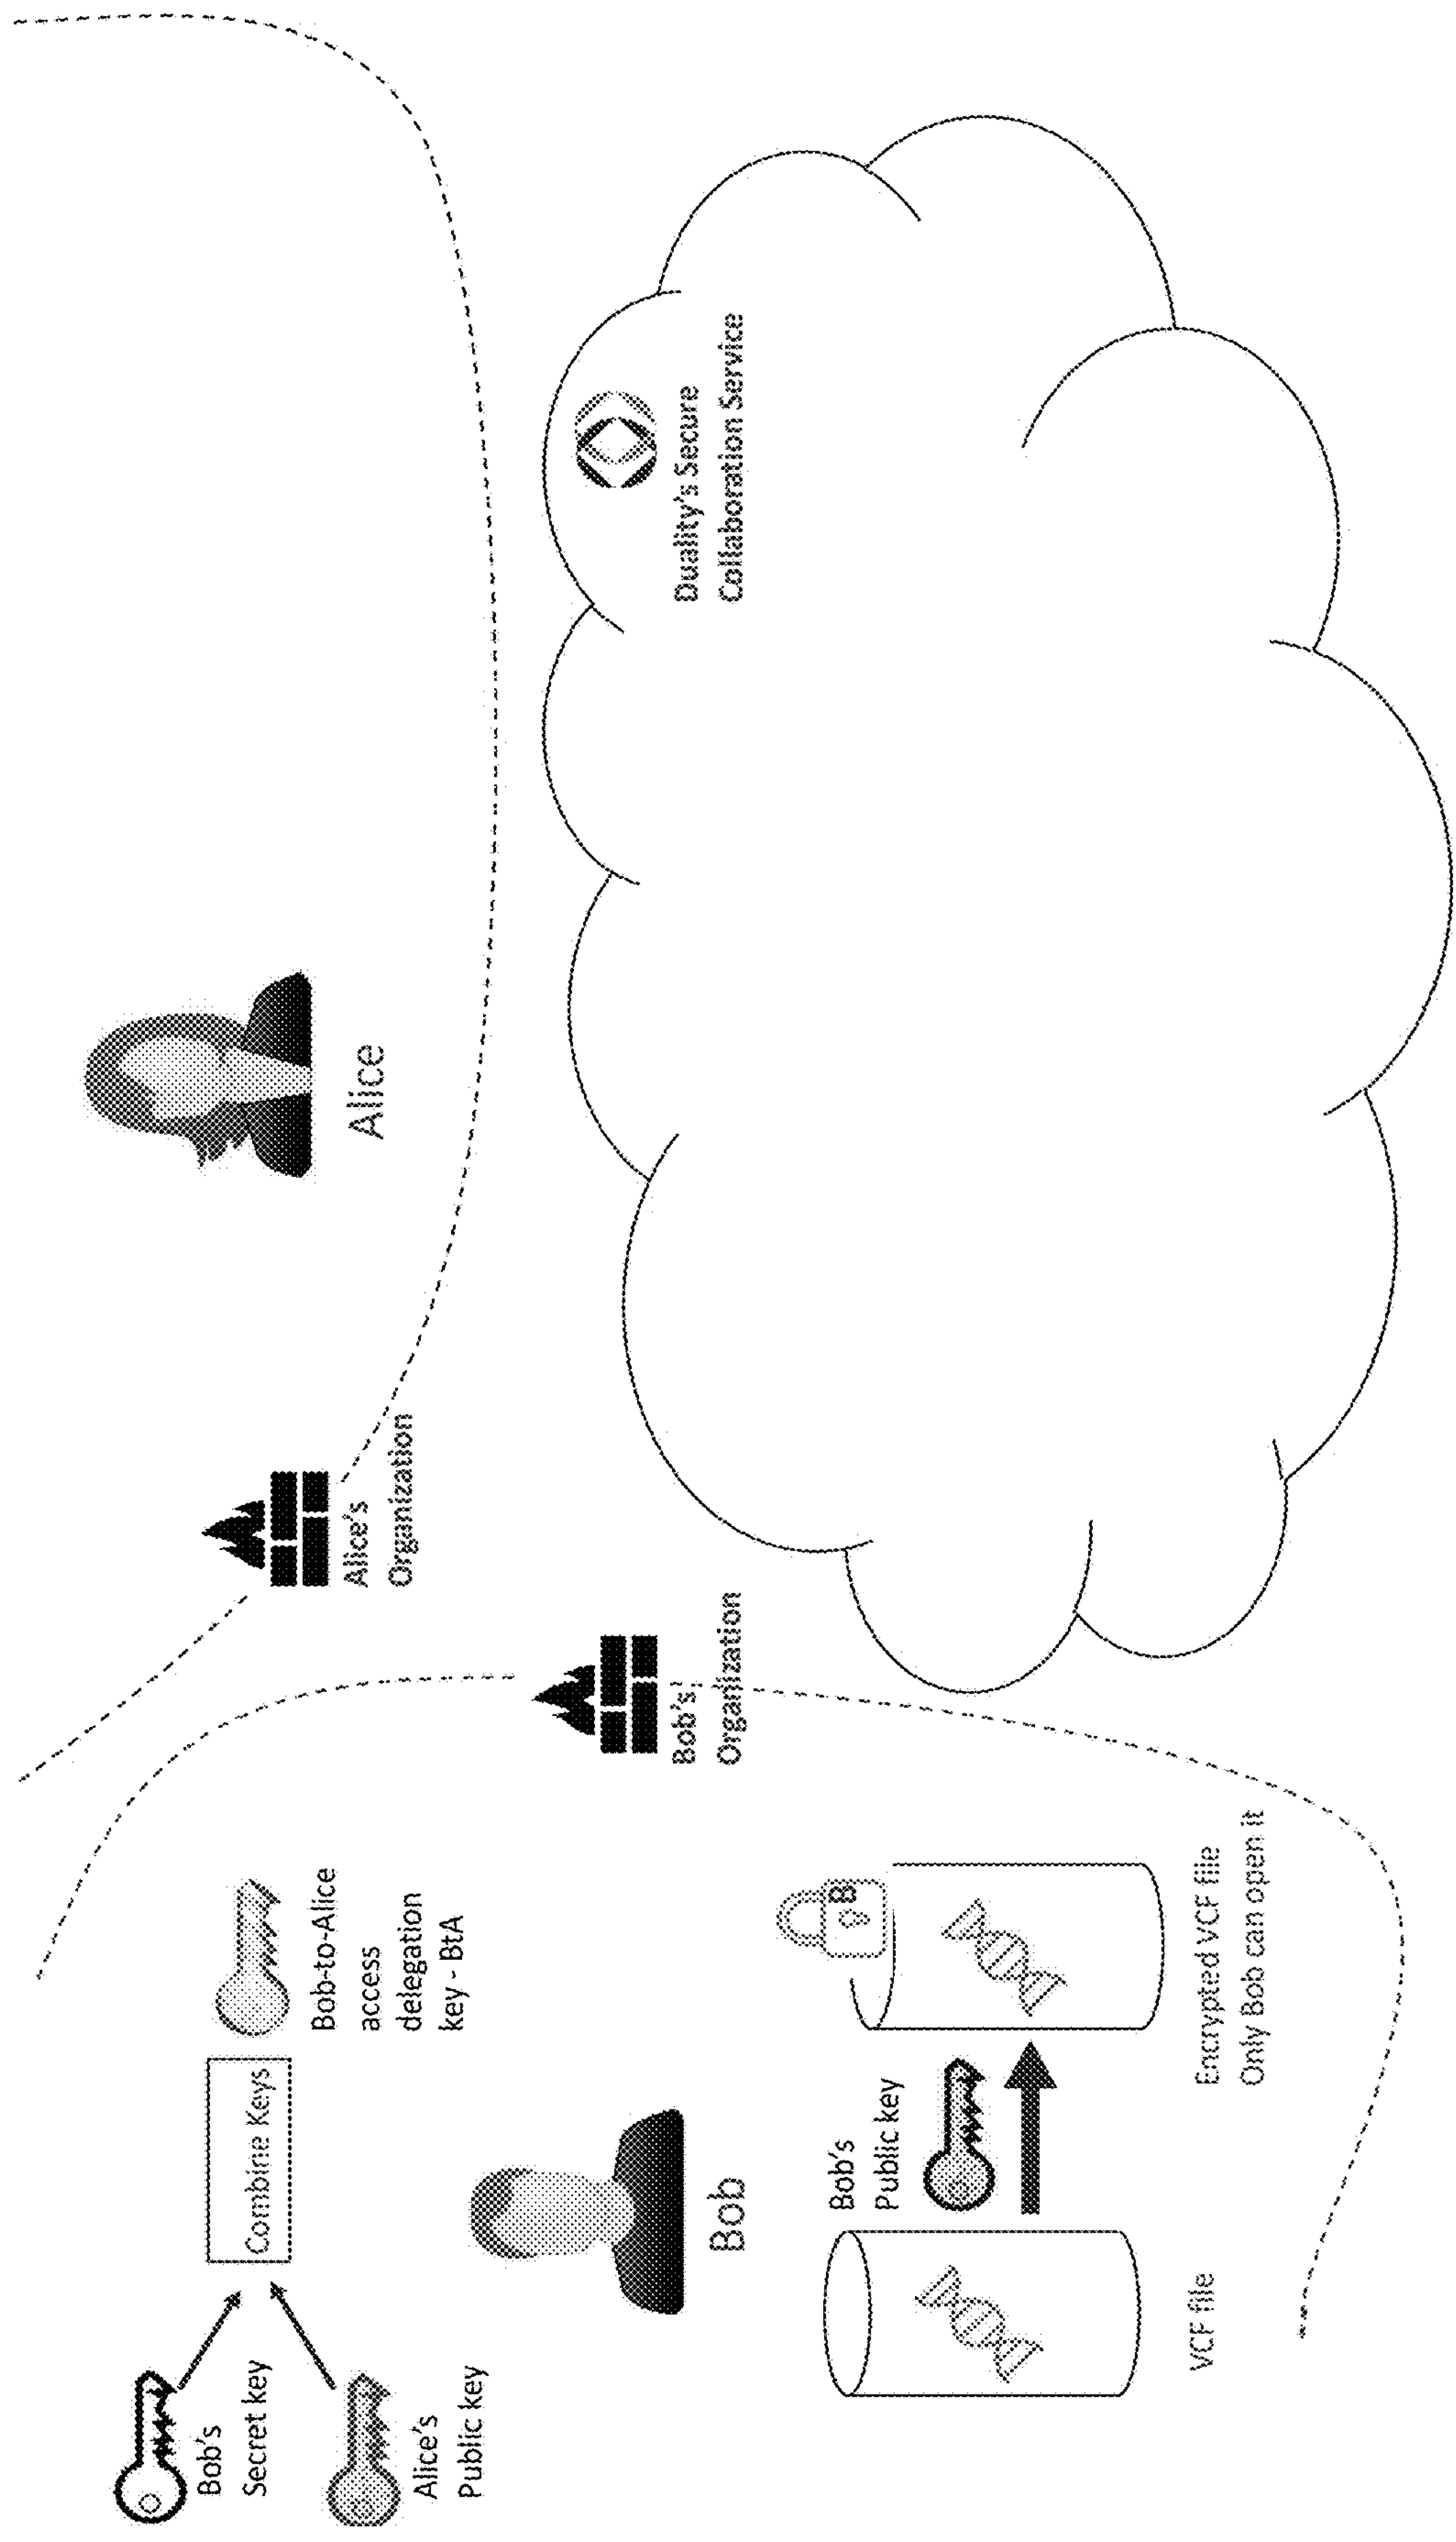 Bob's
Secret key
Alice's
Public key
Combine Keys
Bob-to-Alice
access
delegation
key - BtA
Alice's
Organization
Alice
Bob
Bob's
Organization
Duality's Secure
Collaboration Service
VCF file
Bob's
Public key
B
Encrypted VCF file
Only Bob can open it